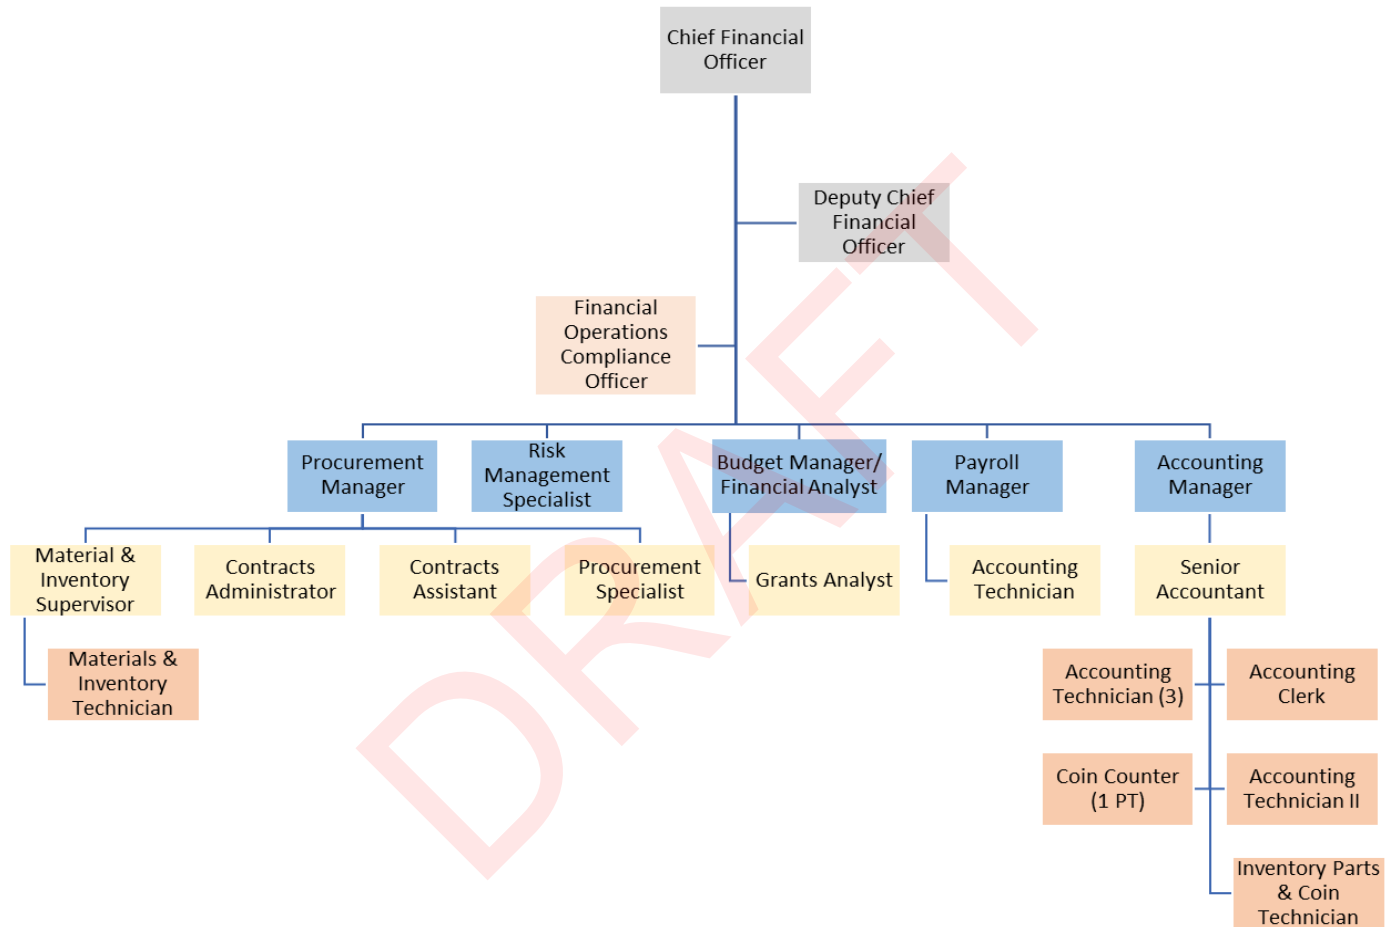 Chief Financial
Officer
Deputy Chief
Financial
Officer
Financial
Operations
Compliance
Officer
Procurement
Manager
Risk
Management
Specialist
Budget Manager/
Financial Analyst
Payroll
Manager
Accounting
Manager
Material &
Inventory
Supervisor
Contracts
Administrator
Contracts
Assistant
Procurement
Specialist
Grants Analyst
Accounting
Technician
Senior
Accountant
Materials &
Inventory
Technician
Accounting
Technician (3)
Accounting
Clerk
Coin Counter
(1 PT)
Accounting
Technician II
Inventory Parts
& Coin
Technician
DRAFT